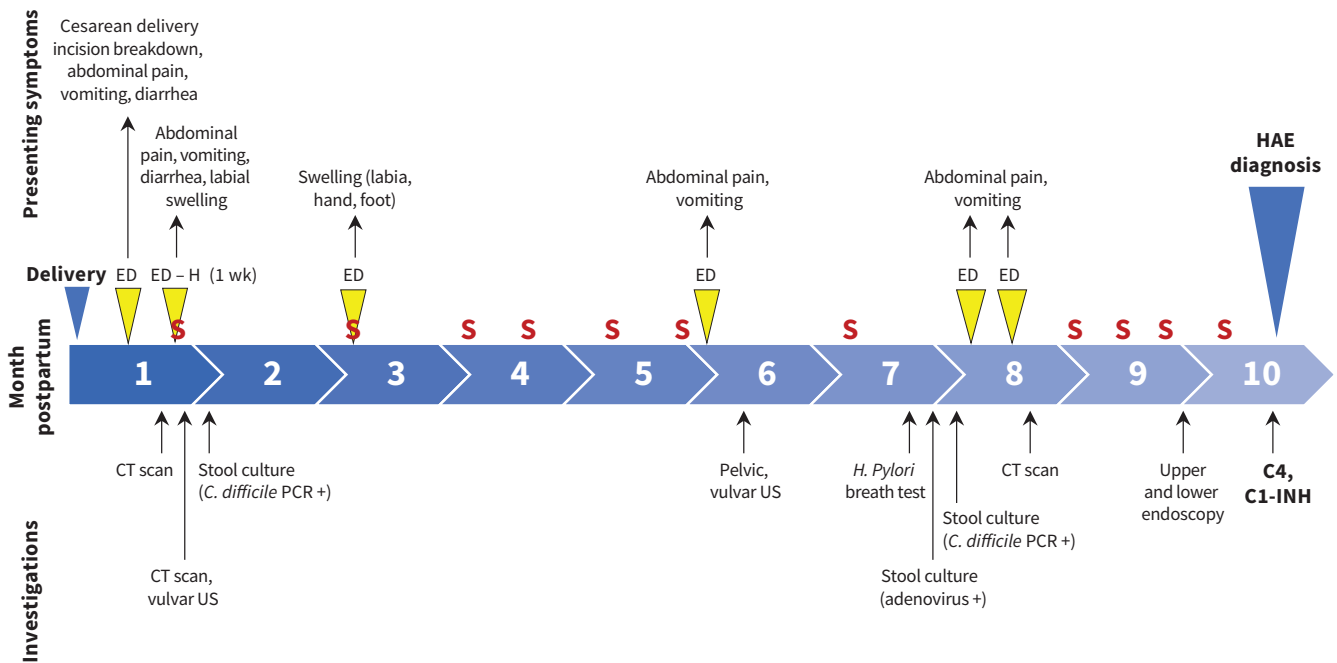 Presenting symptoms
Cesarean delivery
incision breakdown,
abdominal pain,
vomiting, diarrhea
Abdominal
pain, vomiting,
diarrhea, labial
swelling
Swelling (labia,
hand, foot)
Abdominal pain,
vomiting
Abdominal pain,
vomiting
HAE
diagnosis
Delivery
ED
ED – H (1 wk)
ED
ED
ED
ED
S
S
S
S
S
S
S
S
S
S
S
Month
postpartum
1
2
3
4
5
6
7
8
9
10
CT scan
Stool culture
(C. difficile PCR +)
CT scan,
vulvar US
Pelvic,
vulvar US
H. Pylori
breath test
Stool culture
(C. difficile PCR +)
Stool culture
(adenovirus +)
CT scan
Upper
and lower
endoscopy
C4,
C1-INH
Investigations